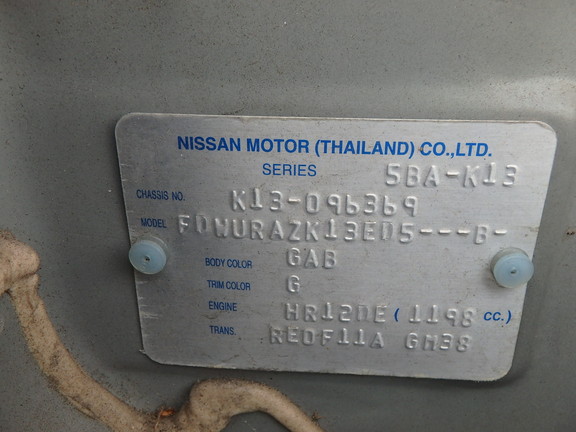 NISSAN MOTOR (THAILAND) CO.,LTD.
SERIES 5BA-K13
CHASSIS NO. K13-096369
MODEL FDWURAZK13ED5---B-
BODY COLOR GAB
TRIM COLOR G
ENGINE HR12DE ( 1198 CC.)
TRANS. RE0F11A GM38